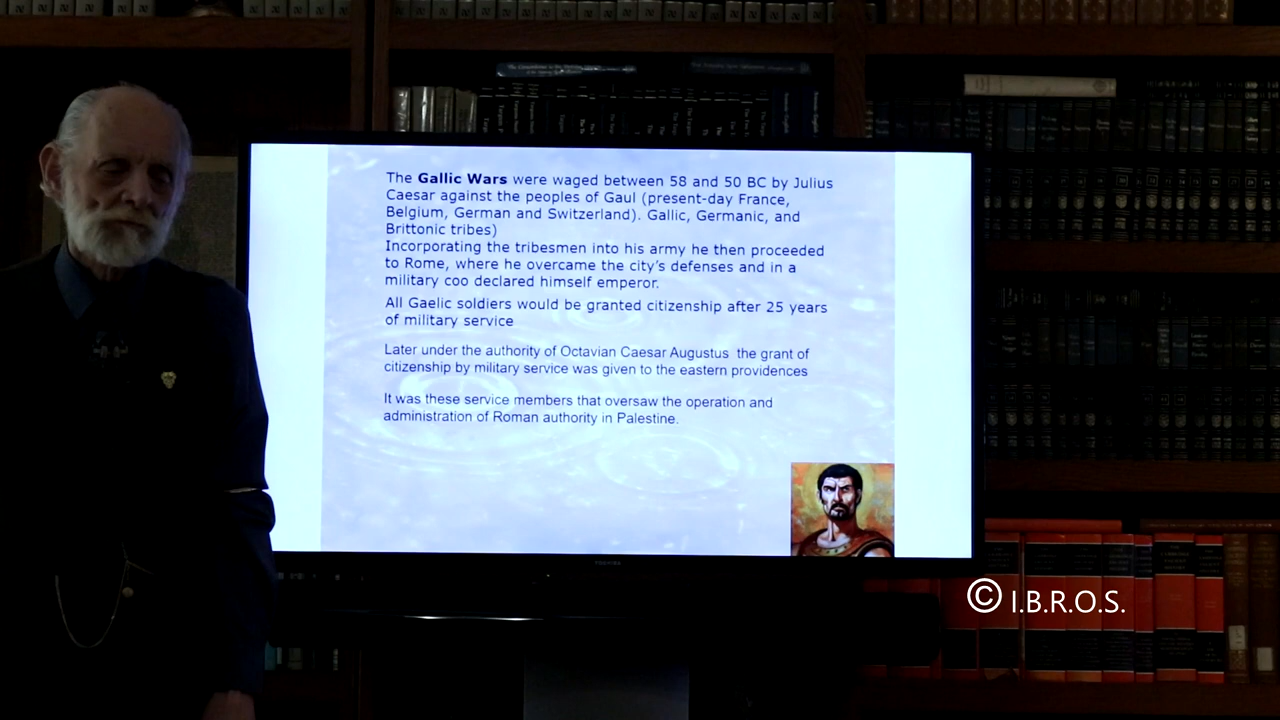 The Gallic Wars were waged between 58 and 50 BC by Julius
Caesar against the peoples of Gaul (present-day France,
Belgium, German and Switzerland). Gallic, Germanic, and
Brittonic tribes)
Incorporating the tribesmen into his army he then proceeded
to Rome, where he overcame the city’s defenses and in a
military coo declared himself emperor.
All Gaelic soldiers would be granted citizenship after 25 years
of military service
Later under the authority of Octavian Caesar Augustus the grant of
citizenship by military service was given to the eastern providences
It was these service members that oversaw the operation and
administration of Roman authority in Palestine.
TOSHIBA
© I.B.R.O.S.